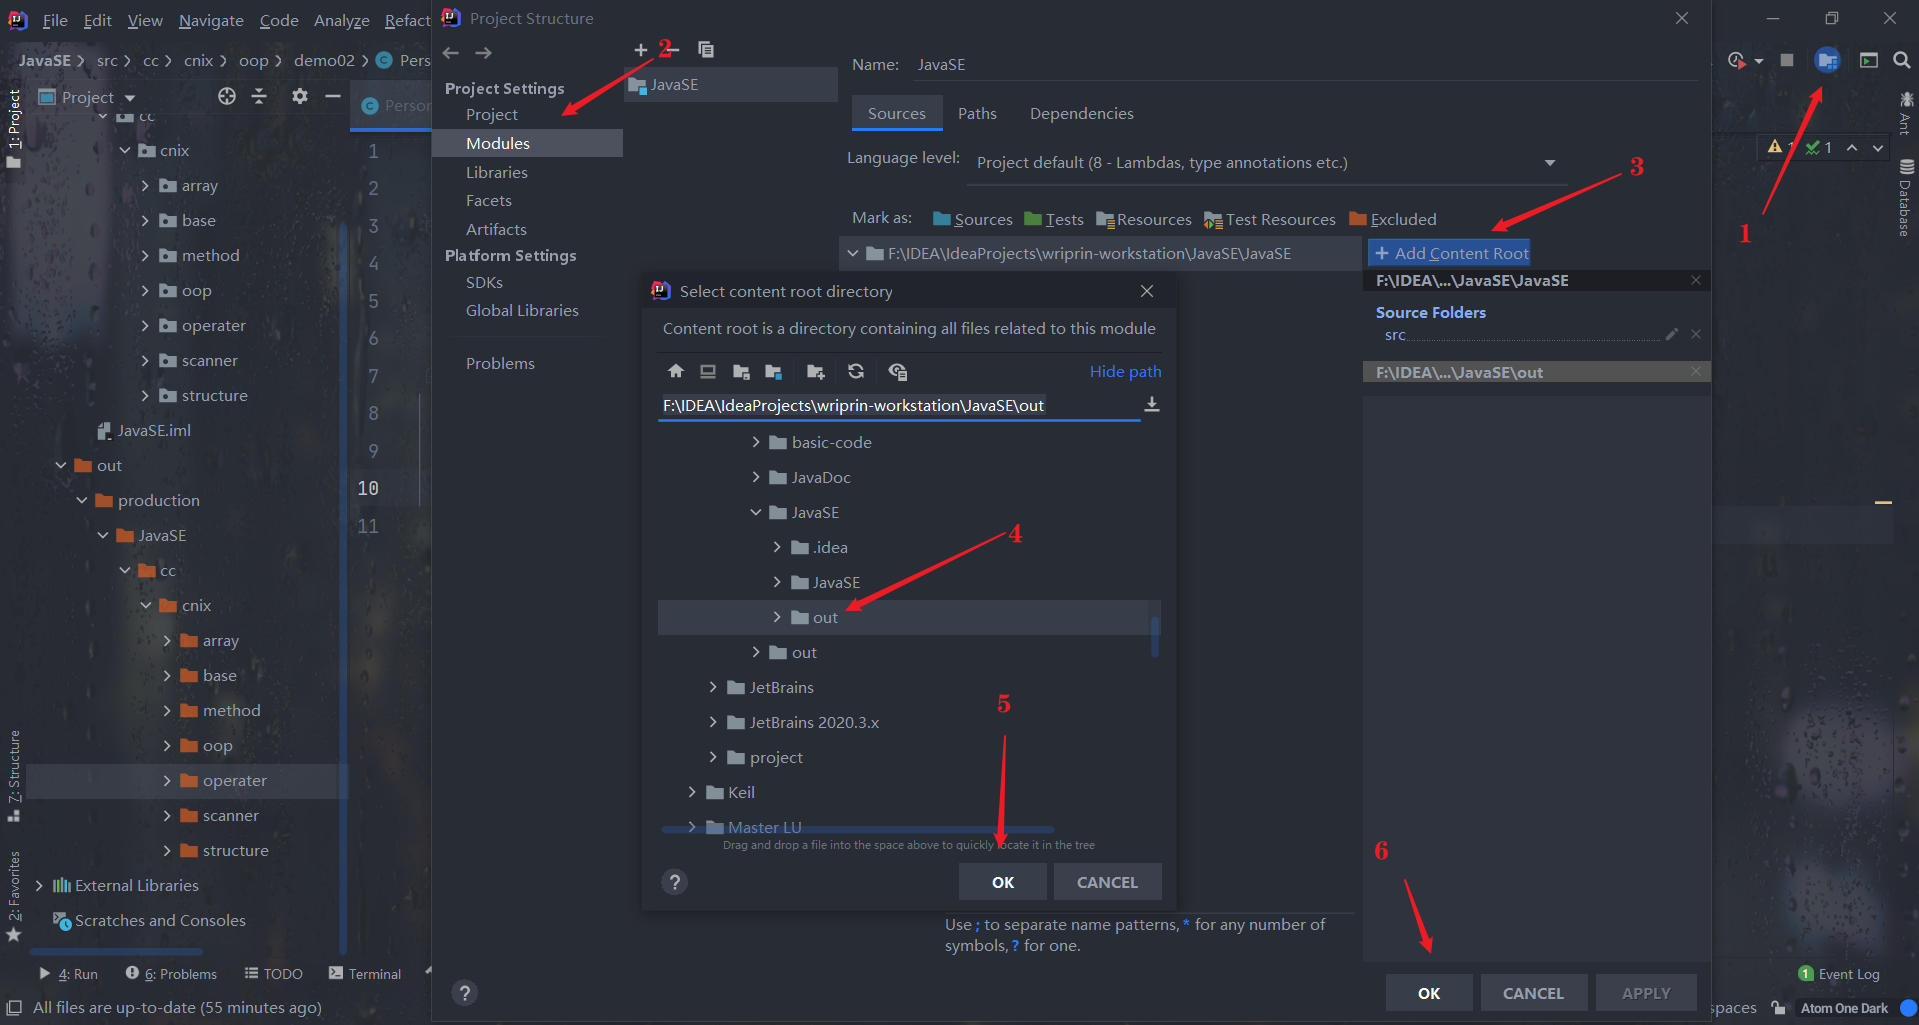 File Edit View Navigate Code Analyze Refact
JavaSE src cc cnix oop demo02 Pers
Project
1: Project
cc
cnix
array
base
method
oop
operater
scanner
structure
JavaSE.iml
out
production
JavaSE
cc
cnix
array
base
method
oop
operater
scanner
structure
External Libraries
Scratches and Consoles
Z: Structure
2: Favorites
4: Run 6: Problems TODO Terminal
All files are up-to-date (55 minutes ago)
Person
1
2
3
4
5
6
7
8
9
10
11
Project Structure
2
Project Settings
Project
Modules
Libraries
Facets
Artifacts
Platform Settings
SDKs
Global Libraries
Problems
JavaSE
Name: JavaSE
Sources Paths Dependencies
Language level: Project default (8 - Lambdas, type annotations etc.)
3
Mark as: Sources Tests Resources Test Resources Excluded
F:\IDEA\IdeaProjects\wriprin-workstation\JavaSE\JavaSE
+ Add Content Root
F:\IDEA\...\JavaSE\JavaSE
Source Folders
src
F:\IDEA\...\JavaSE\out
Select content root directory
Content root is a directory containing all files related to this module
Hide path
F:\IDEA\IdeaProjects\wriprin-workstation\JavaSE\out
basic-code
JavaDoc
JavaSE
4
.idea
JavaSE
out
out
JetBrains
5
JetBrains 2020.3.x
project
Keil
Master LU
Drag and drop a file into the space above to quickly locate it in the tree
? OK CANCEL
Use ; to separate name patterns, * for any number of
symbols, ? for one.
6
? OK CANCEL APPLY
1
1 1
Ant
Database
1 Event Log
spaces Atom One Dark